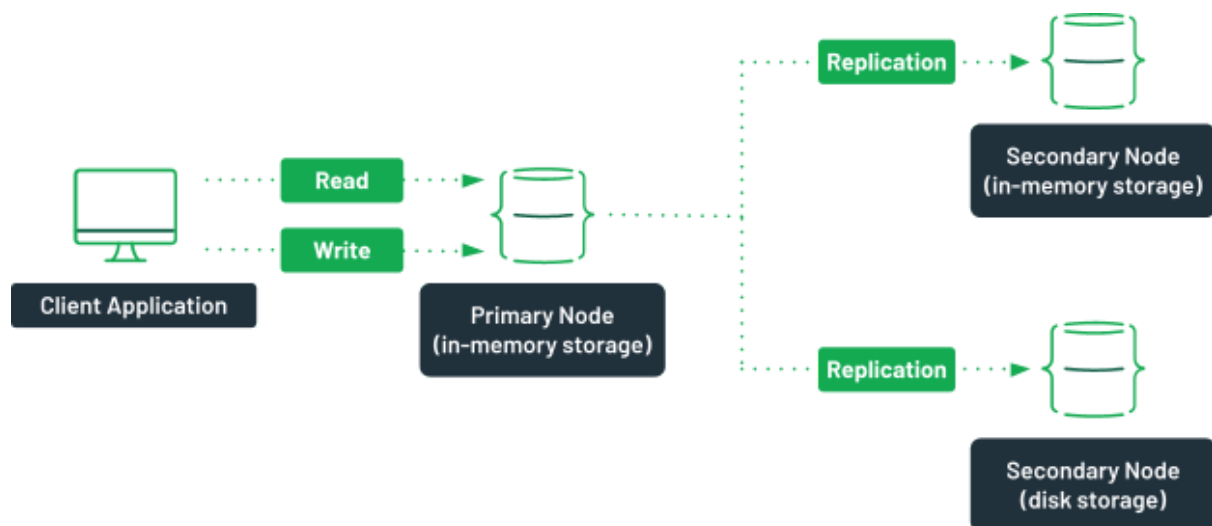 Replication
Secondary Node
(in-memory storage)
Read
Write
Client Application
Primary Node
(in-memory storage)
Replication
Secondary Node
(disk storage)